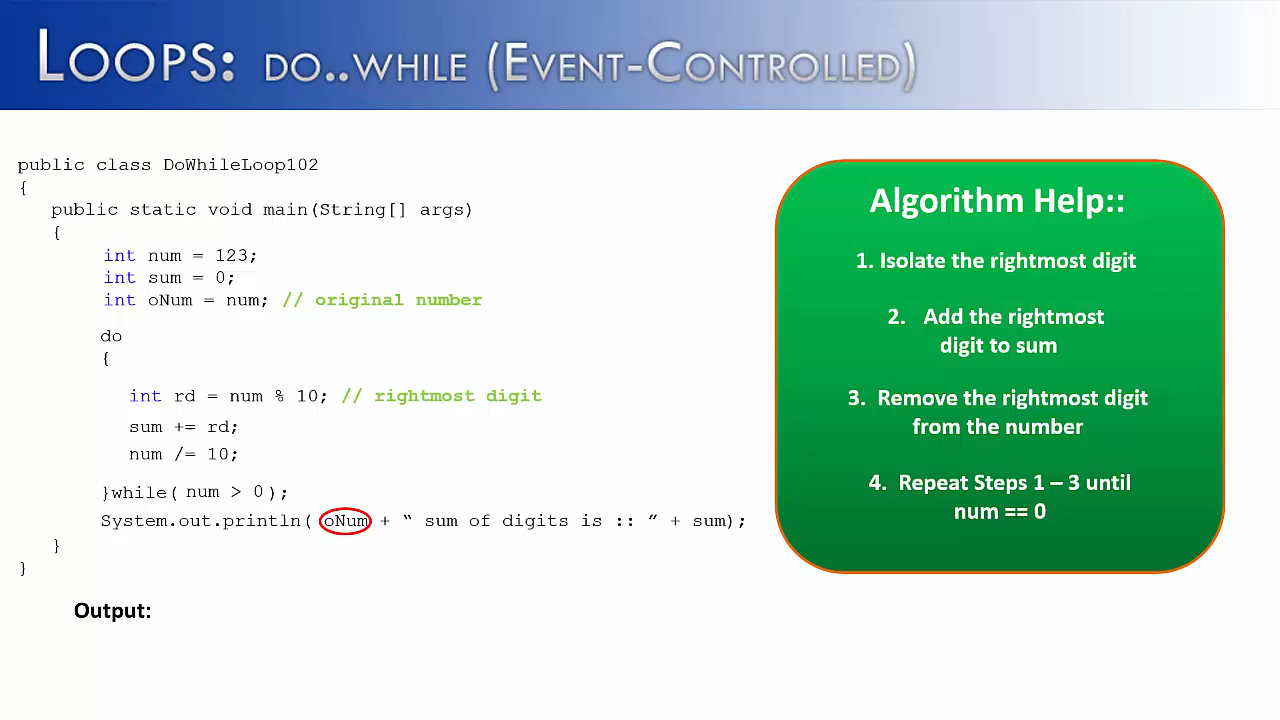 LOOPS: DO..WHILE (EVENT-CONTROLLED)
public class DoWhileLoop102
{
public static void main(String[] args)
{
int num = 123;
int sum = 0;
int oNum = num; // original number
do
{
int rd = num % 10; // rightmost digit
sum += rd;
num /= 10;
}while( num > 0 );
System.out.println( oNum + “ sum of digits is :: ” + sum);
}
}
Output:
Algorithm Help::
1. Isolate the rightmost digit
2. Add the rightmost
digit to sum
3. Remove the rightmost digit
from the number
4. Repeat Steps 1 – 3 until
num == 0